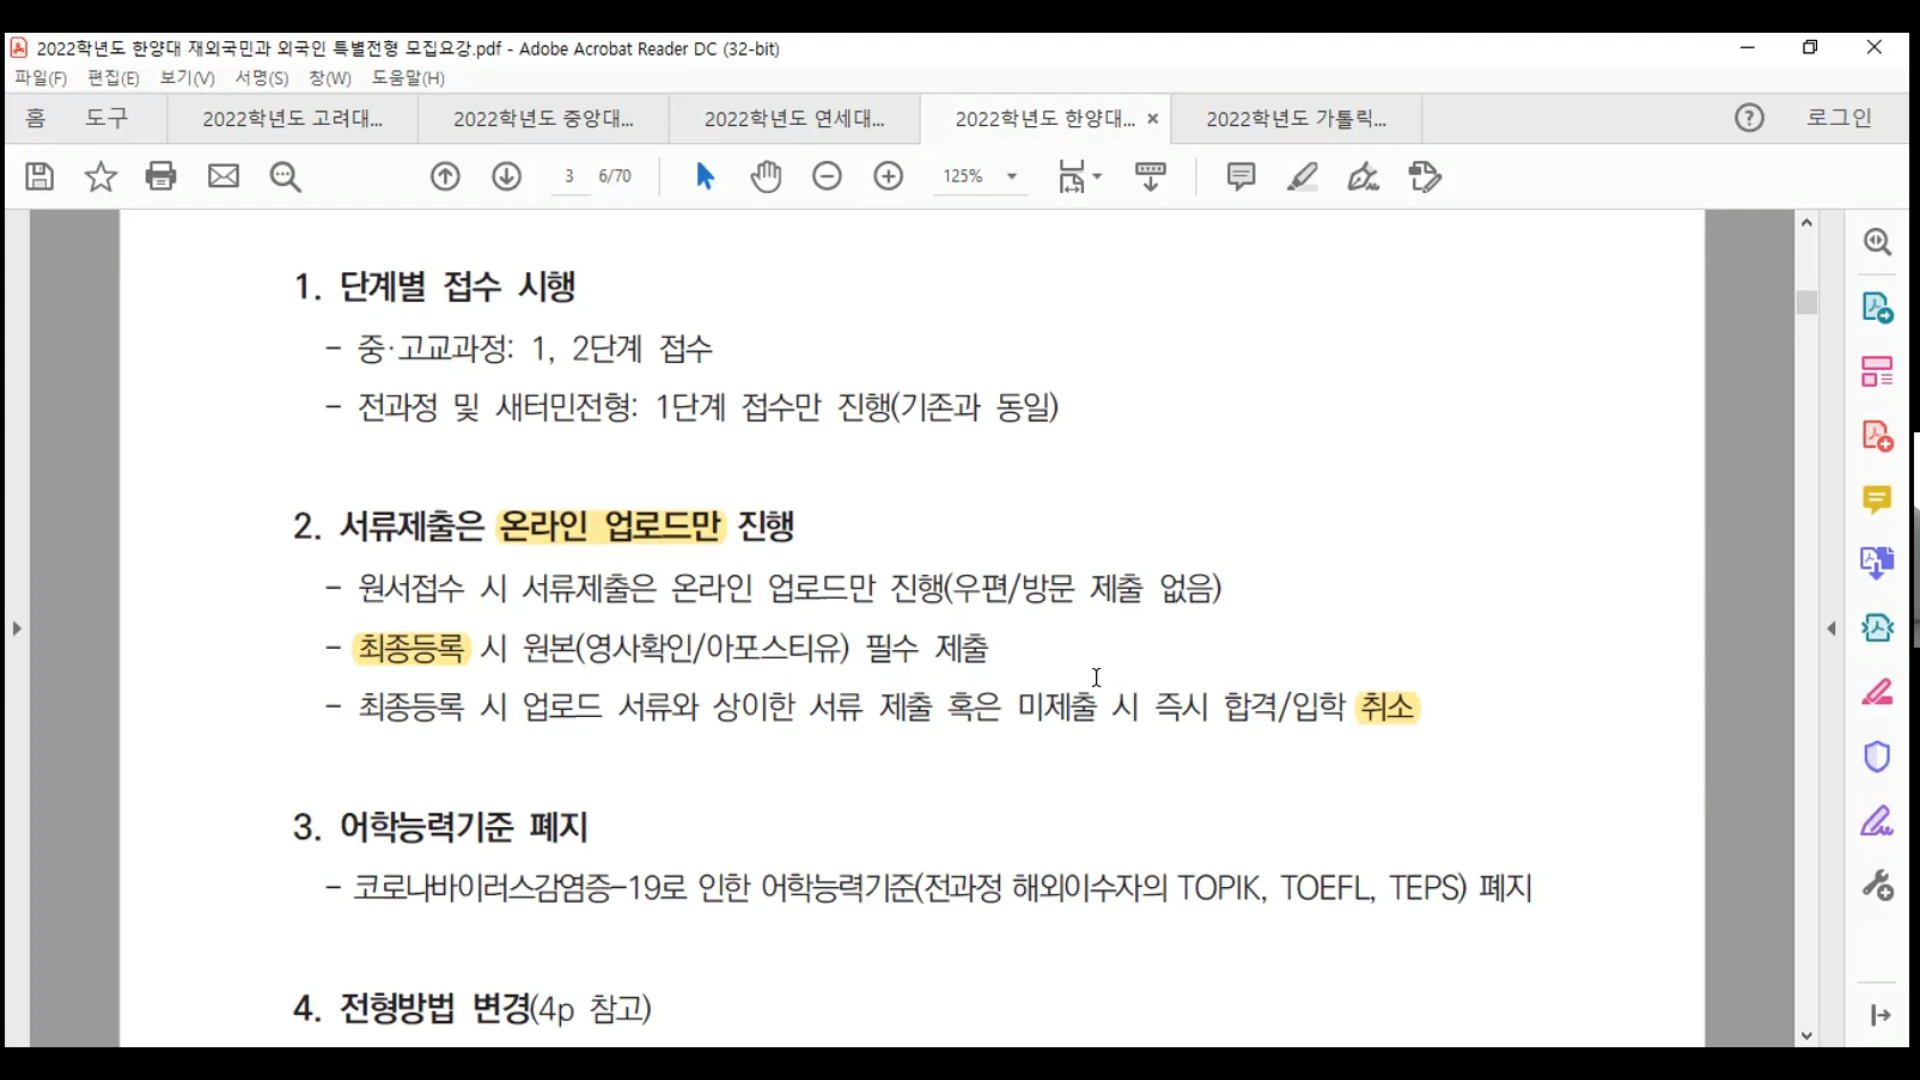 2022학년도 한양대 재외국민과 외국인 특별전형 모집요강.pdf - Adobe Acrobat Reader DC (32-bit)
파일(F) 편집(E) 보기(V) 서명(S) 창(W) 도움말(H)
홈 도구 2022학년도 고려대... 2022학년도 중앙대... 2022학년도 연세대... 2022학년도 한양대... 2022학년도 가톨릭... 로그인
3 6/70 125%
1. 단계별 접수 시행
- 중·고교과정: 1, 2단계 접수
- 전과정 및 새터민전형: 1단계 접수만 진행(기존과 동일)
2. 서류제출은 온라인 업로드만 진행
- 원서접수 시 서류제출은 온라인 업로드만 진행(우편/방문 제출 없음)
- 최종등록 시 원본(영사확인/아포스티유) 필수 제출
- 최종등록 시 업로드 서류와 상이한 서류 제출 혹은 미제출 시 즉시 합격/입학 취소
3. 어학능력기준 폐지
- 코로나바이러스감염증-19로 인한 어학능력기준(전과정 해외이수자의 TOPIK, TOEFL, TEPS) 폐지
4. 전형방법 변경(4p 참고)